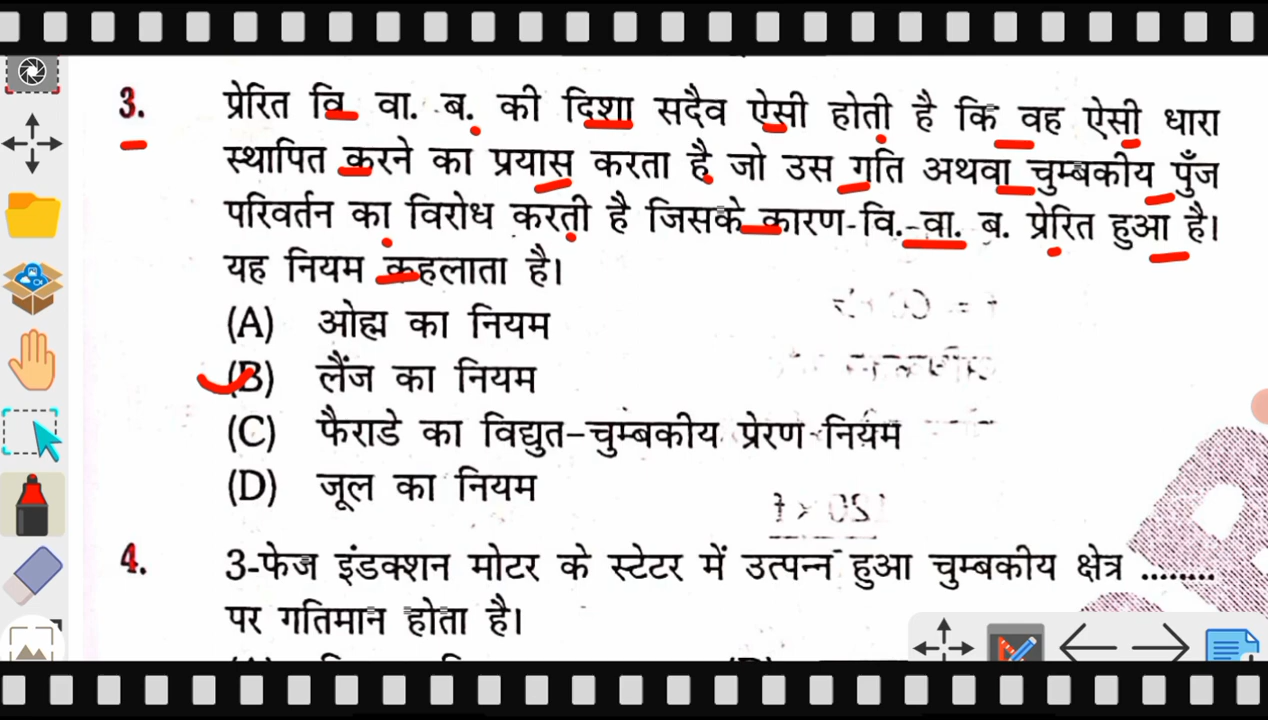 3. प्रेरित वि. वा. ब. की दिशा सदैव ऐसी होती है कि वह ऐसी धारा
स्थापित करने का प्रयास करता है जो उस गति अथवा चुम्बकीय पुँज
परिवर्तन का विरोध करती है जिसके कारण-वि.-वा. ब. प्रेरित हुआ है।
यह नियम कहलाता है।
(A) ओह्म का नियम
(B) लैंज का नियम
(C) फैराडे का विद्युत-चुम्बकीय प्रेरण नियम
(D) जूल का नियम
4. 3-फेज इंडक्शन मोटर के स्टेटर में उत्पन्न हुआ चुम्बकीय क्षेत्र ........
पर गतिमान होता है।